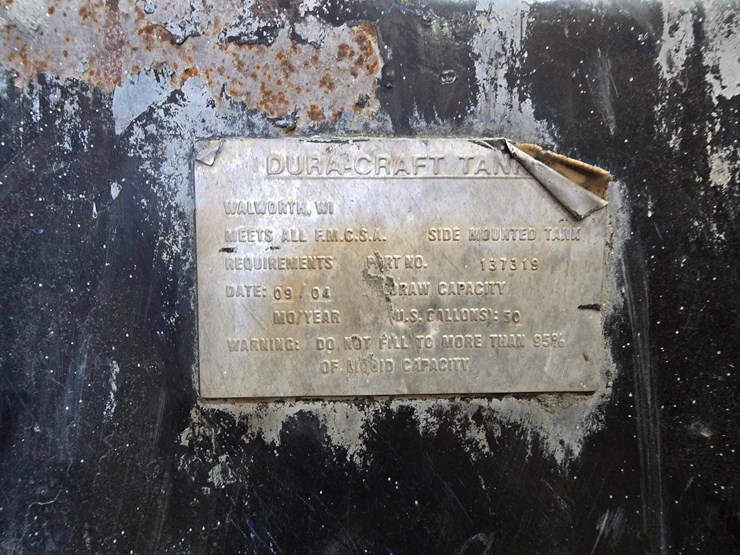 DURA-CRAFT TANK
WALWORTH, WI
MEETS ALL F.M.C.S.A. SIDE MOUNTED TANK
REQUIREMENTS PART NO. 137319
DATE: 09 04 DRAW CAPACITY
MO/YEAR (U.S. GALLONS): 50
WARNING: DO NOT FILL TO MORE THAN 95%
OF LIQUID CAPACITY